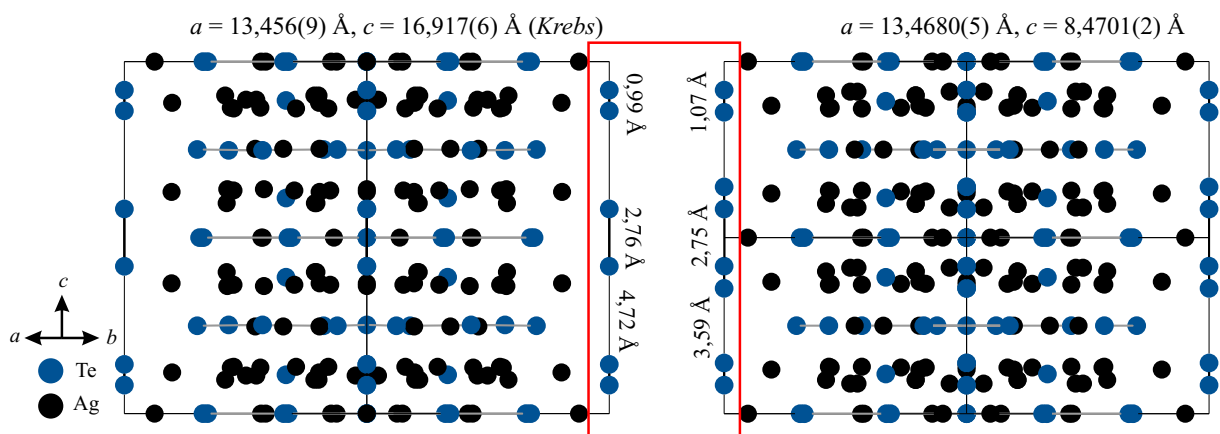 a = 13,456(9) Å, c = 16,917(6) Å (Krebs)
a = 13,4680(5) Å, c = 8,4701(2) Å
0,99 Å
2,76 Å
4,72 Å
1,07 Å
2,75 Å
3,59 Å
c
a
b
Te
Ag